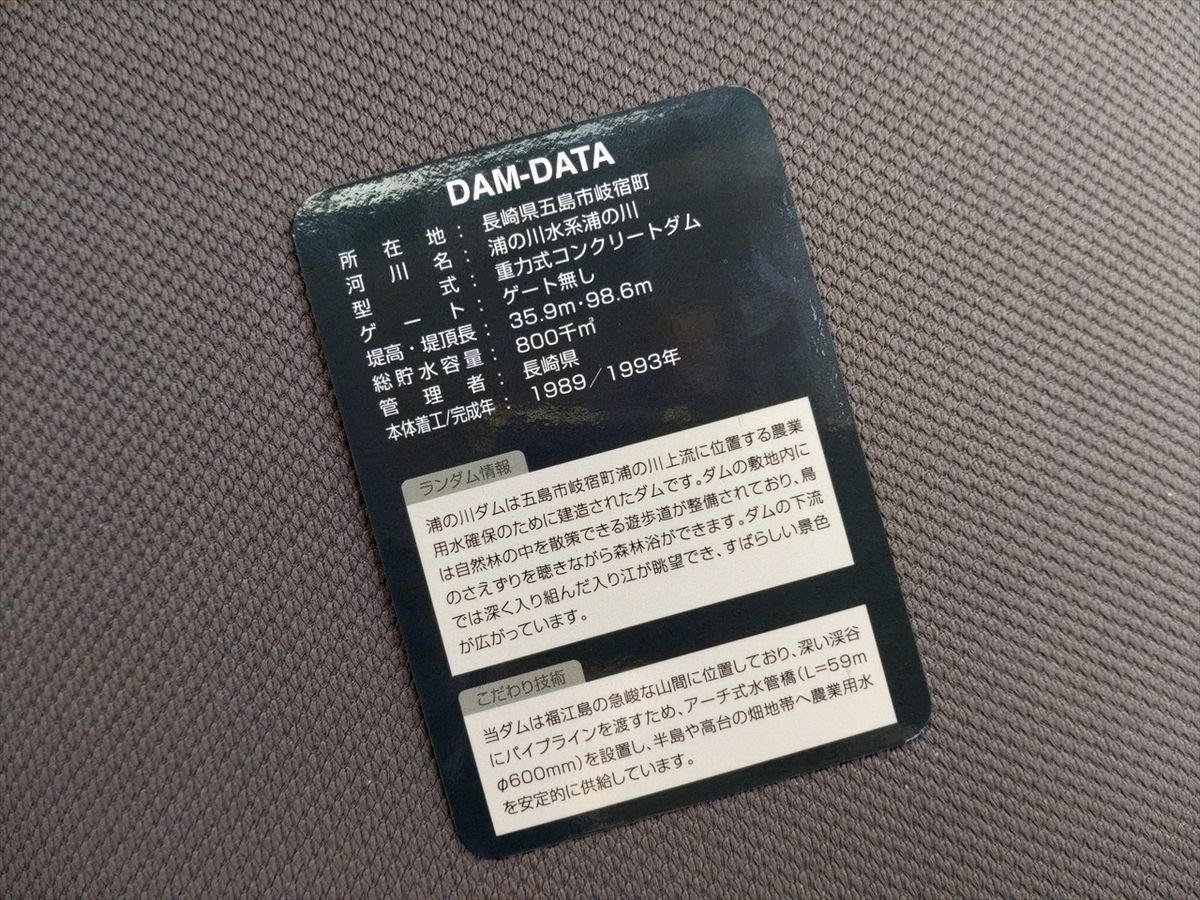 DAM-DATA
所在地：長崎県五島市岐宿町
河川名：浦の川水系浦の川
型式：重力式コンクリートダム
ゲート：ゲート無し
堤高・堤頂長：35.9m・98.6m
総貯水容量：800千㎥
管理者：長崎県
本体着工/完成年：1989／1993年
ランダム情報
浦の川ダムは五島市岐宿町浦の川上流に位置する農業
用水確保のために建造されたダムです。ダムの敷地内に
は自然林の中を散策できる遊歩道が整備されており、鳥
のさえずりを聴きながら森林浴ができます。ダムの下流
では深く入り組んだ入り江が眺望でき、すばらしい景色
が広がっています。
こだわり技術
当ダムは福江島の急峻な山間に位置しており、深い渓谷
にパイプラインを渡すため、アーチ式水管橋（L=59m
φ600mm）を設置し、半島や高台の畑地帯へ農業用水
を安定的に供給しています。